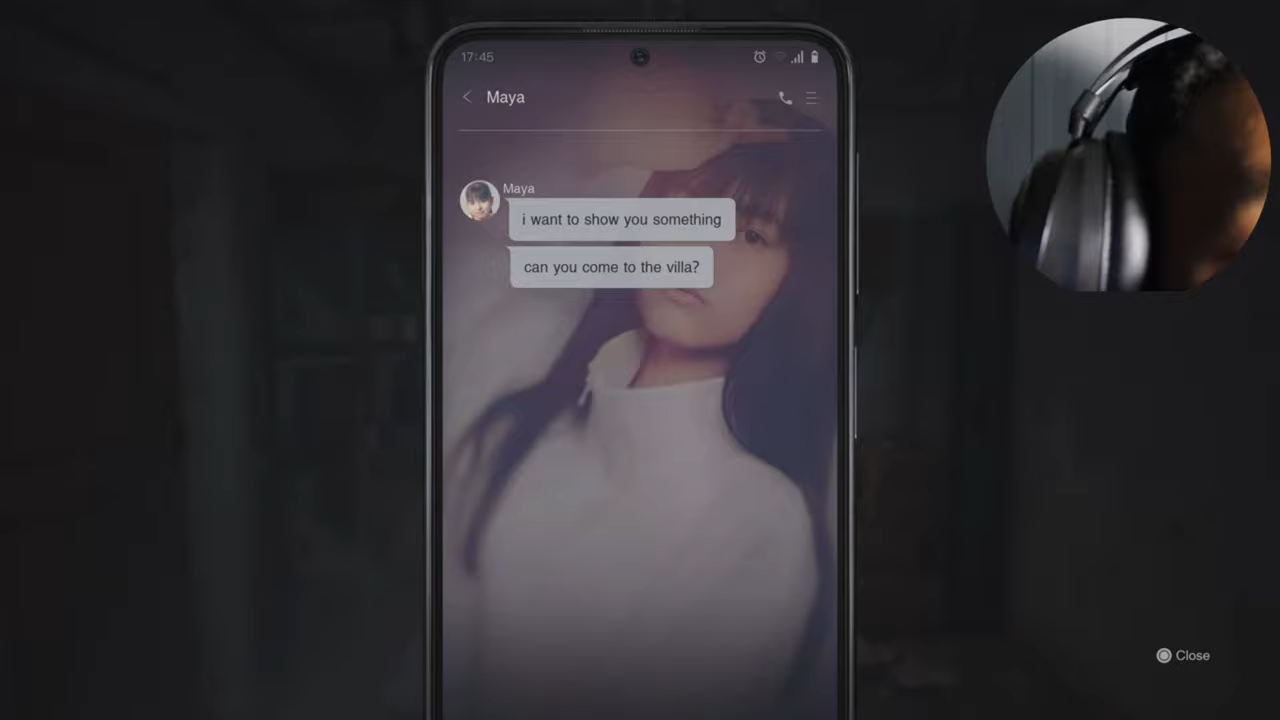 17:45
Maya
Maya
i want to show you something
can you come to the villa?
Close